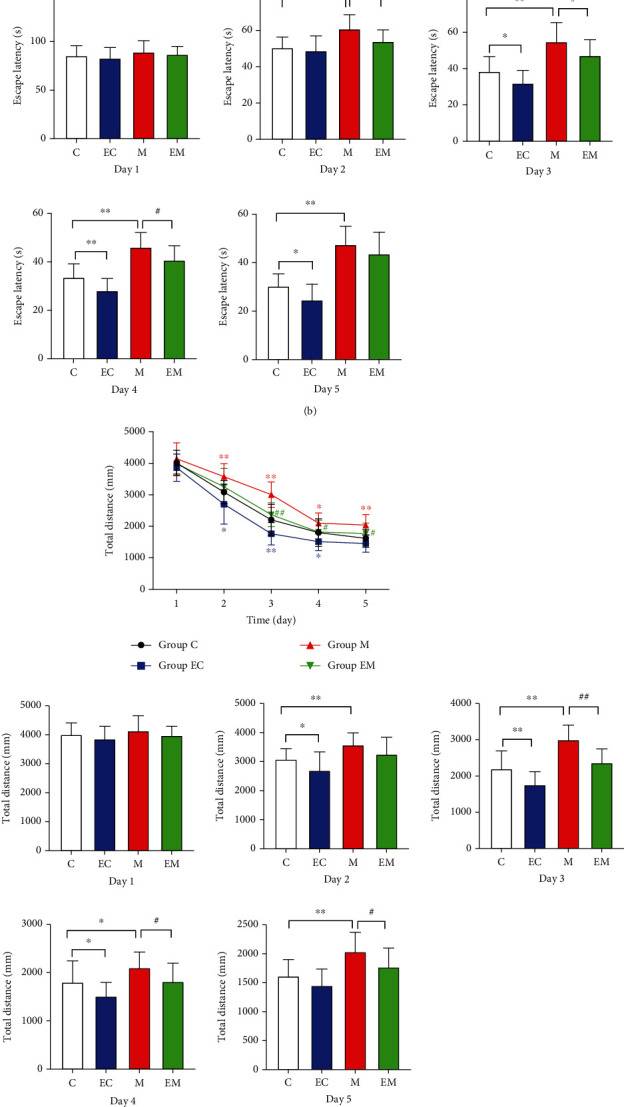 Escape latency (s)
100
50
0
C EC M EM
Day 1
Escape latency (s)
60
40
20
0
C EC M EM
Day 2
Escape latency (s)
60
40
20
0
*
C EC M EM
Day 3
Escape latency (s)
60
40
20
0
** #
**
C EC M EM
Day 4
Escape latency (s)
60
40
20
0
**
*
C EC M EM
Day 5
(b)
Total distance (mm)
5000
4000
3000
2000
1000
0
** ** * **
## # #
* ** *
1 2 3 4 5
Time (day)
Group C Group M
Group EC Group EM
Total distance (mm)
5000
4000
3000
2000
1000
0
C EC M EM
Day 1
Total distance (mm)
5000
4000
3000
2000
1000
0
**
*
C EC M EM
Day 2
Total distance (mm)
4000
3000
2000
1000
0
** ##
**
C EC M EM
Day 3
Total distance (mm)
3000
2000
1000
0
* #
*
C EC M EM
Day 4
Total distance (mm)
2500
2000
1500
1000
500
0
** #
C EC M EM
Day 5